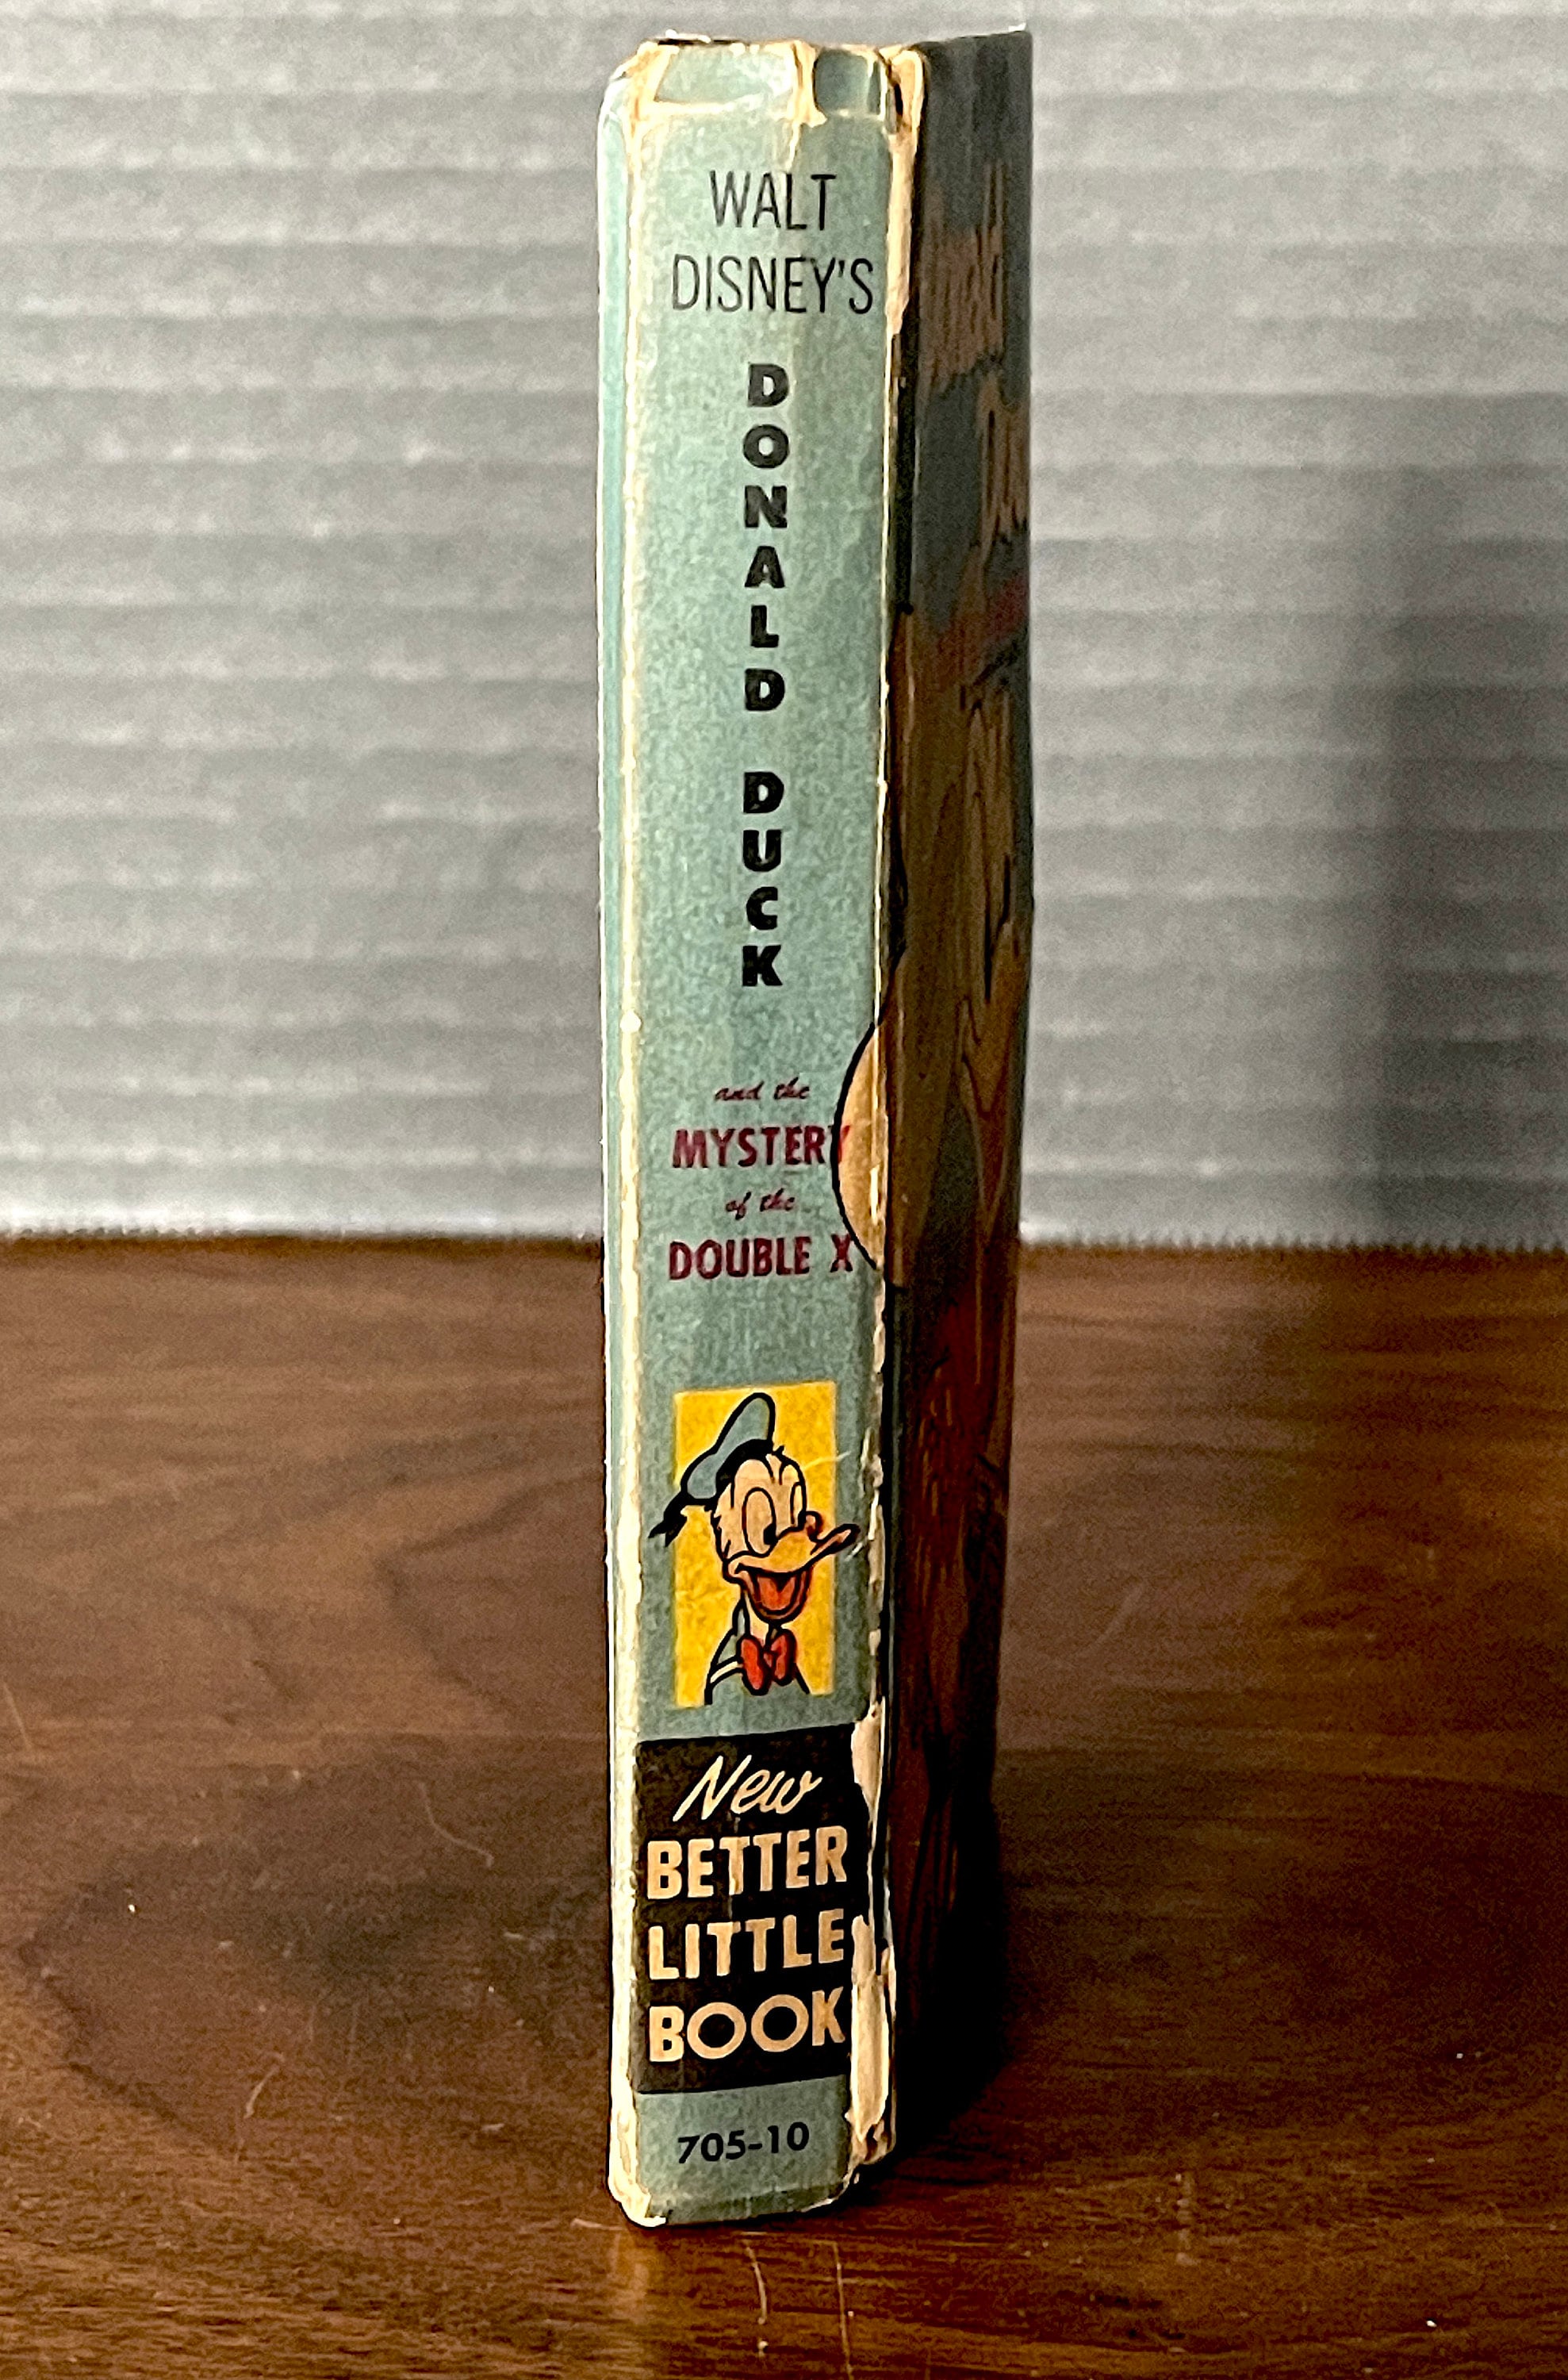 WALT
DISNEY'S
DONALD DUCK
and the
MYSTERY
of the
DOUBLE X
New
BETTER
LITTLE
BOOK
705-10